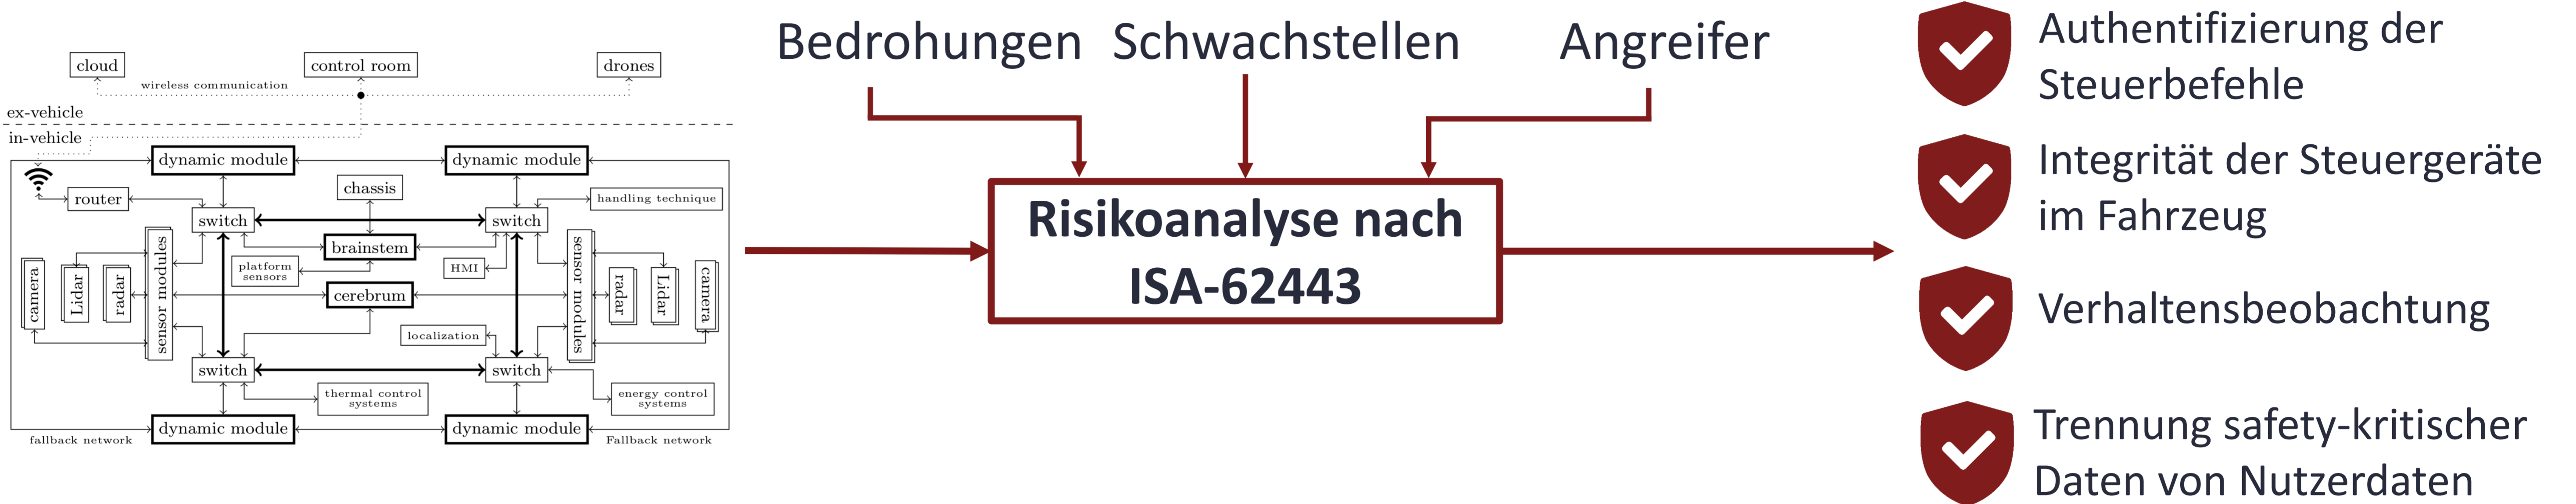 cloud
control room
drones
wireless communication
ex-vehicle
in-vehicle
dynamic module
dynamic module
chassis
router
handling technique
switch
switch
brainstem
platform
sensors
HMI
sensor modules
sensor modules
camera
Lidar
radar
radar
Lidar
camera
cerebrum
localization
switch
switch
thermal control
systems
energy control
systems
dynamic module
dynamic module
fallback network
Fallback network
Bedrohungen
Schwachstellen
Angreifer
Risikoanalyse nach
ISA-62443
Authentifizierung der
Steuerbefehle
Integrität der Steuergeräte
im Fahrzeug
Verhaltensbeobachtung
Trennung safety-kritischer
Daten von Nutzerdaten